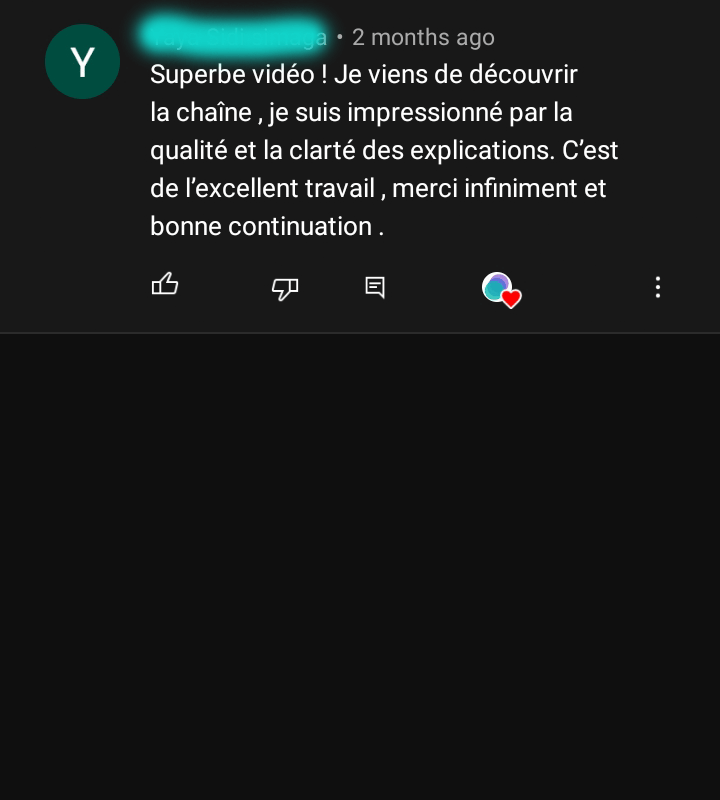 Y
• 2 months ago
Superbe vidéo ! Je viens de découvrir
la chaîne , je suis impressionné par la
qualité et la clarté des explications. C’est
de l’excellent travail , merci infiniment et
bonne continuation .